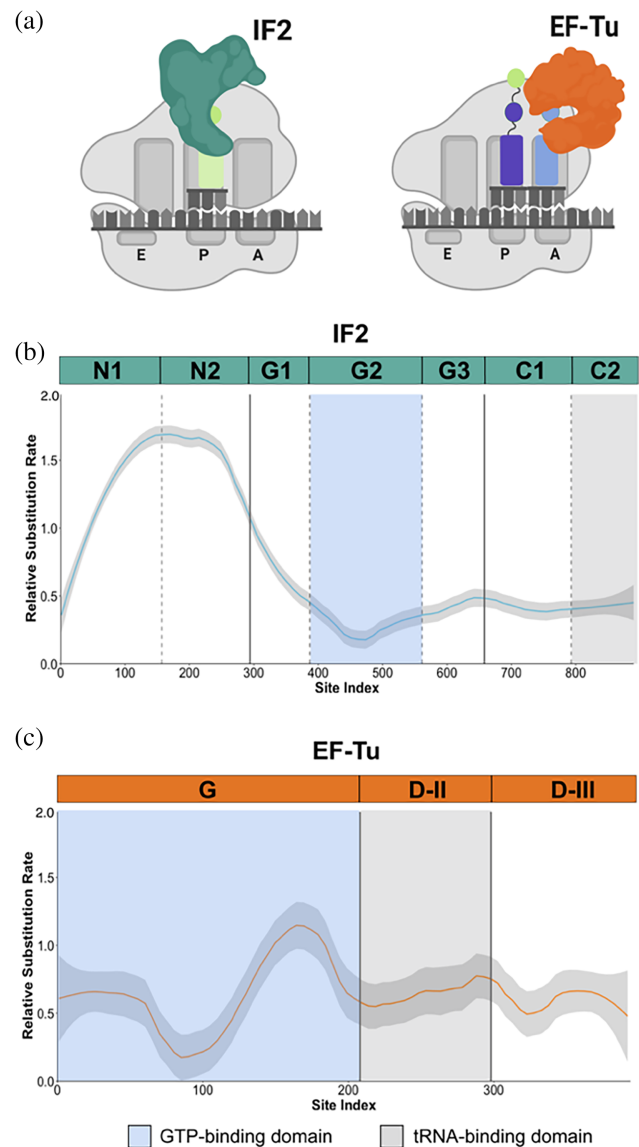 (a)
IF2
EF-Tu
E P A
E P A
IF2
(b)
N1 N2 G1 G2 G3 C1 C2
2.0
1.5
1.0
0.5
0.0
Relative Substitution Rate
0 100 200 300 400 500 600 700 800
Site Index
(c)
EF-Tu
G D-II D-III
2.0
1.5
1.0
0.5
0.0
Relative Substitution Rate
0 100 200 300
Site Index
GTP-binding domain tRNA-binding domain